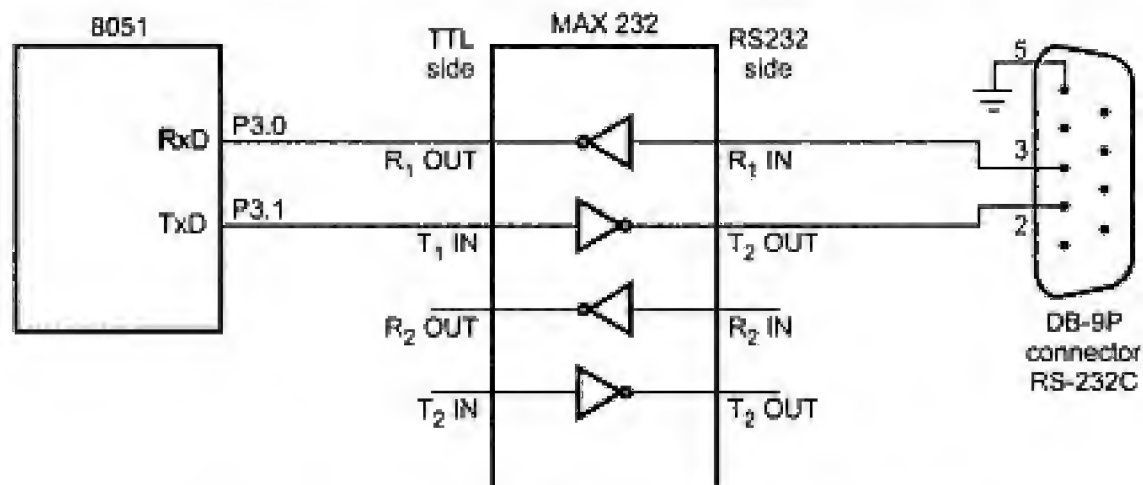 8051
TTL
side
MAX 232
RS232
side
5
RxD
P3.0
R₁ OUT
R₁ IN
3
TxD
P3.1
T₁ IN
T₂ OUT
2
R₂ OUT
R₂ IN
T₂ IN
T₂ OUT
DB-9P
connector
RS-232C